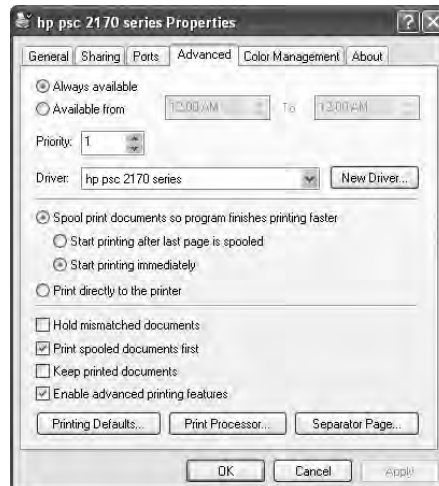 hp psc 2170 series Properties
General Sharing Ports Advanced Color Management About
Always available
Available from 12:00 AM To 12:00 AM
Priority: 1
Driver: hp psc 2170 series New Driver...
Spool print documents so program finishes printing faster
Start printing after last page is spooled
Start printing immediately
Print directly to the printer
Hold mismatched documents
Print spooled documents first
Keep printed documents
Enable advanced printing features
Printing Defaults... Print Processor... Separator Page...
OK Cancel Apply